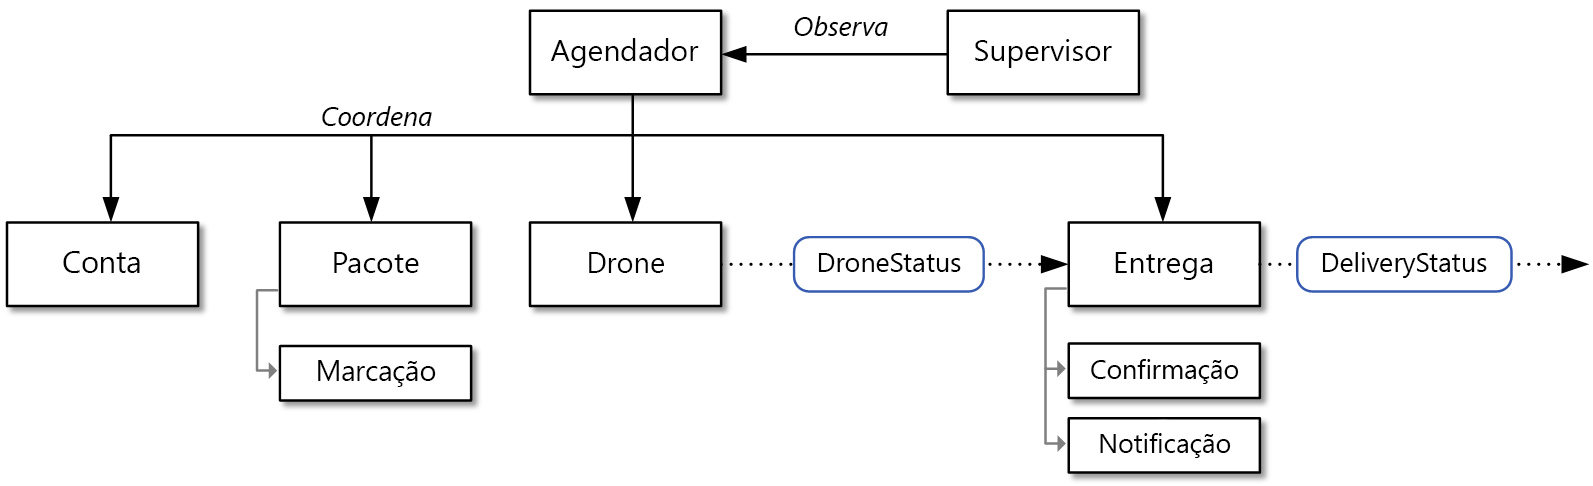 Observa
Agendador
Supervisor
Coordena
Conta
Pacote
Drone
DroneStatus
Entrega
DeliveryStatus
Marcação
Confirmação
Notificação